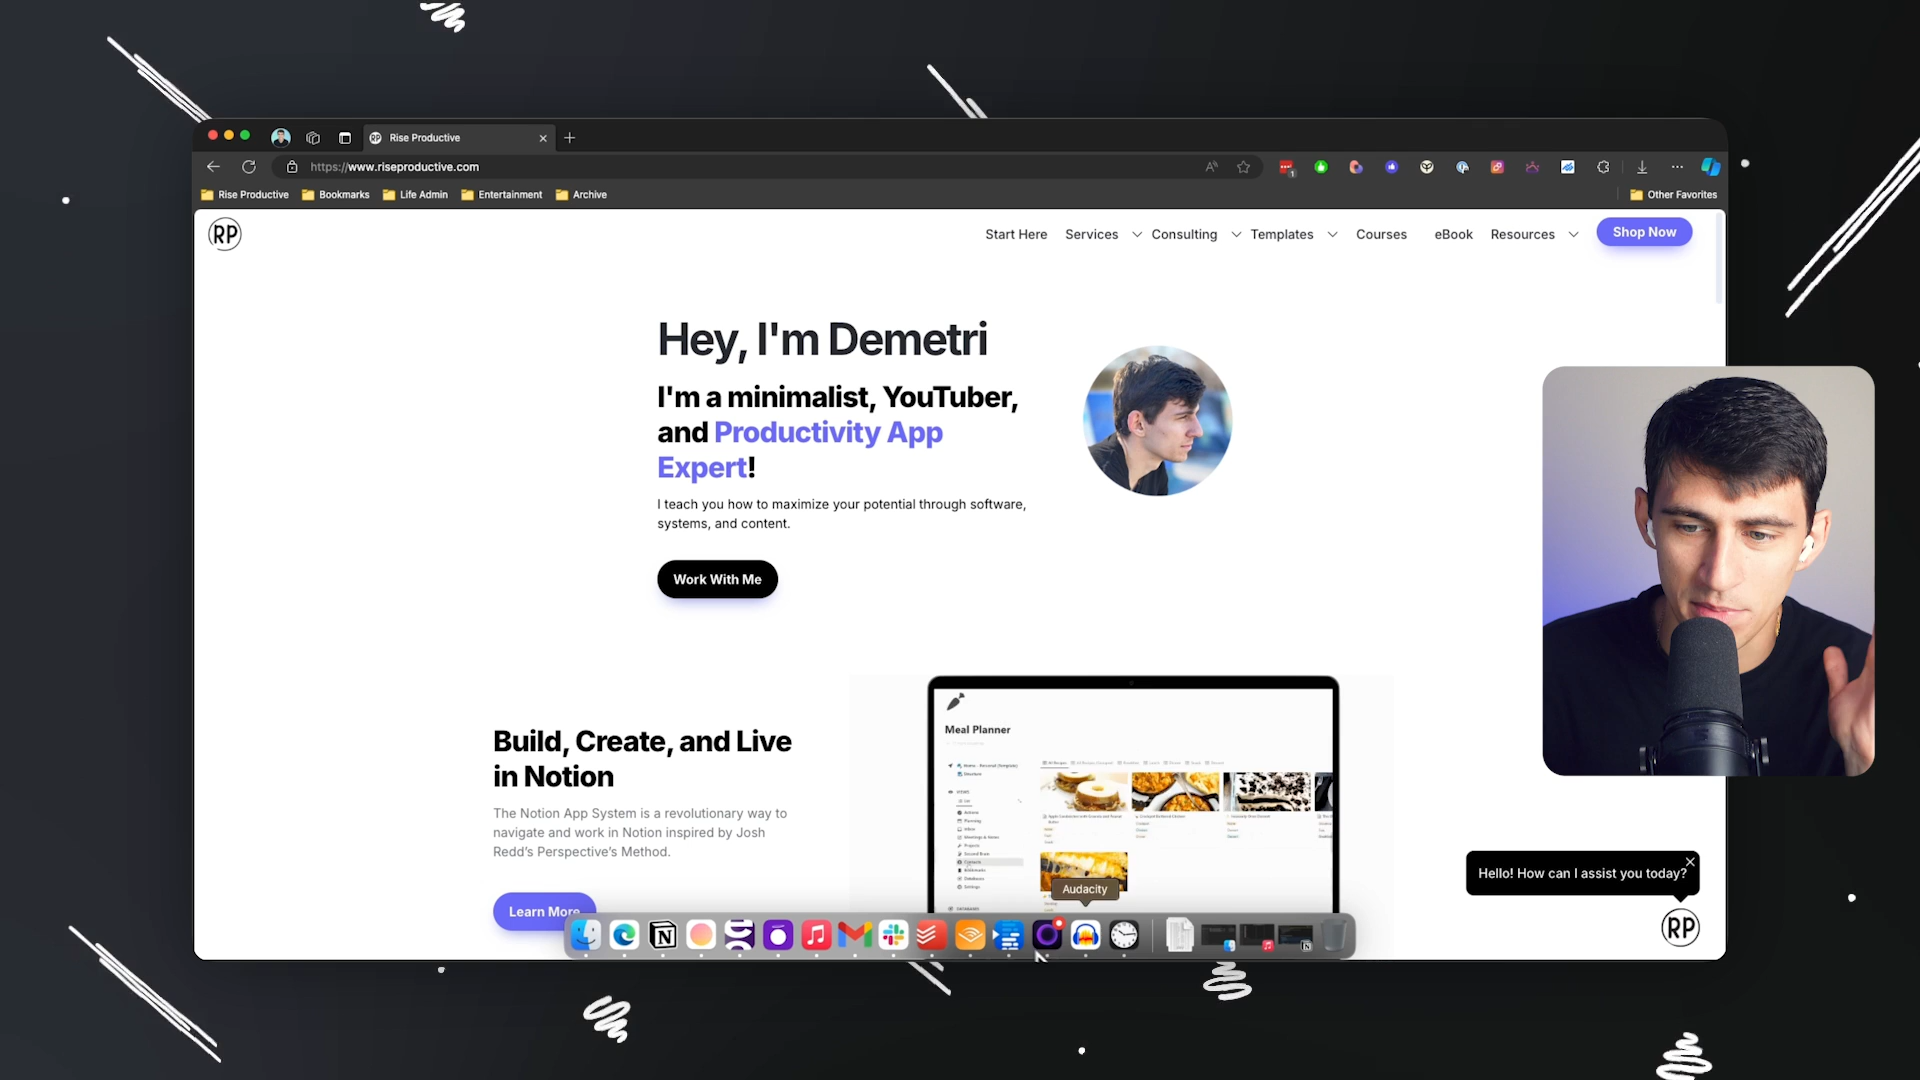 RP Rise Productive
https://www.riseproductive.com
A
1
Rise Productive Bookmarks Life Admin Entertainment Archive Other Favorites
RP Start Here Services Consulting Templates Courses eBook Resources Shop Now
Hey, I'm Demetri
I'm a minimalist, YouTuber,
and Productivity App
Expert!
I teach you how to maximize your potential through software,
systems, and content.
Work With Me
Build, Create, and Live
in Notion
The Notion App System is a revolutionary way to
navigate and work in Notion inspired by Josh
Redd's Perspective's Method.
Learn More
Meal Planner
Audacity
Hello! How can I assist you today?
RP